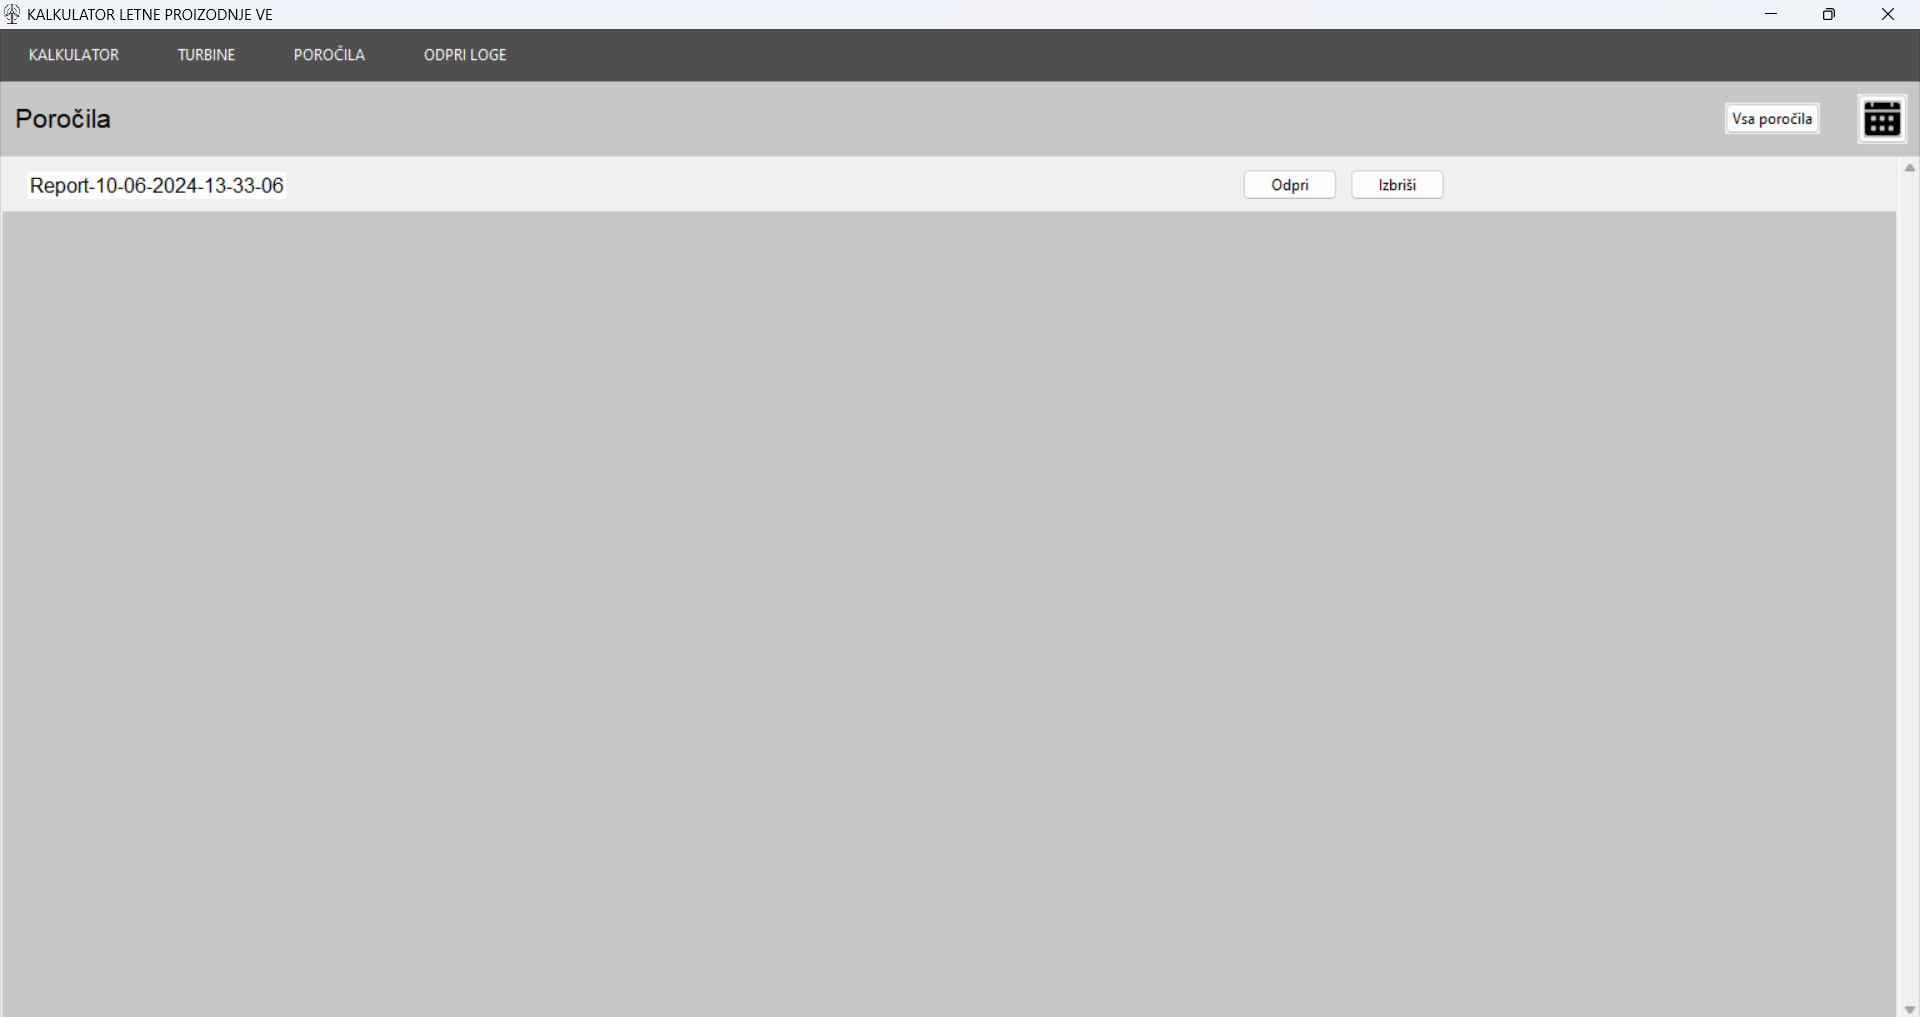 KALKULATOR LETNE PROIZODNJE VE
KALKULATOR TURBINE POROČILA ODPRI LOGE
Poročila Vsa poročila
Report-10-06-2024-13-33-06 Odpri Izbriši